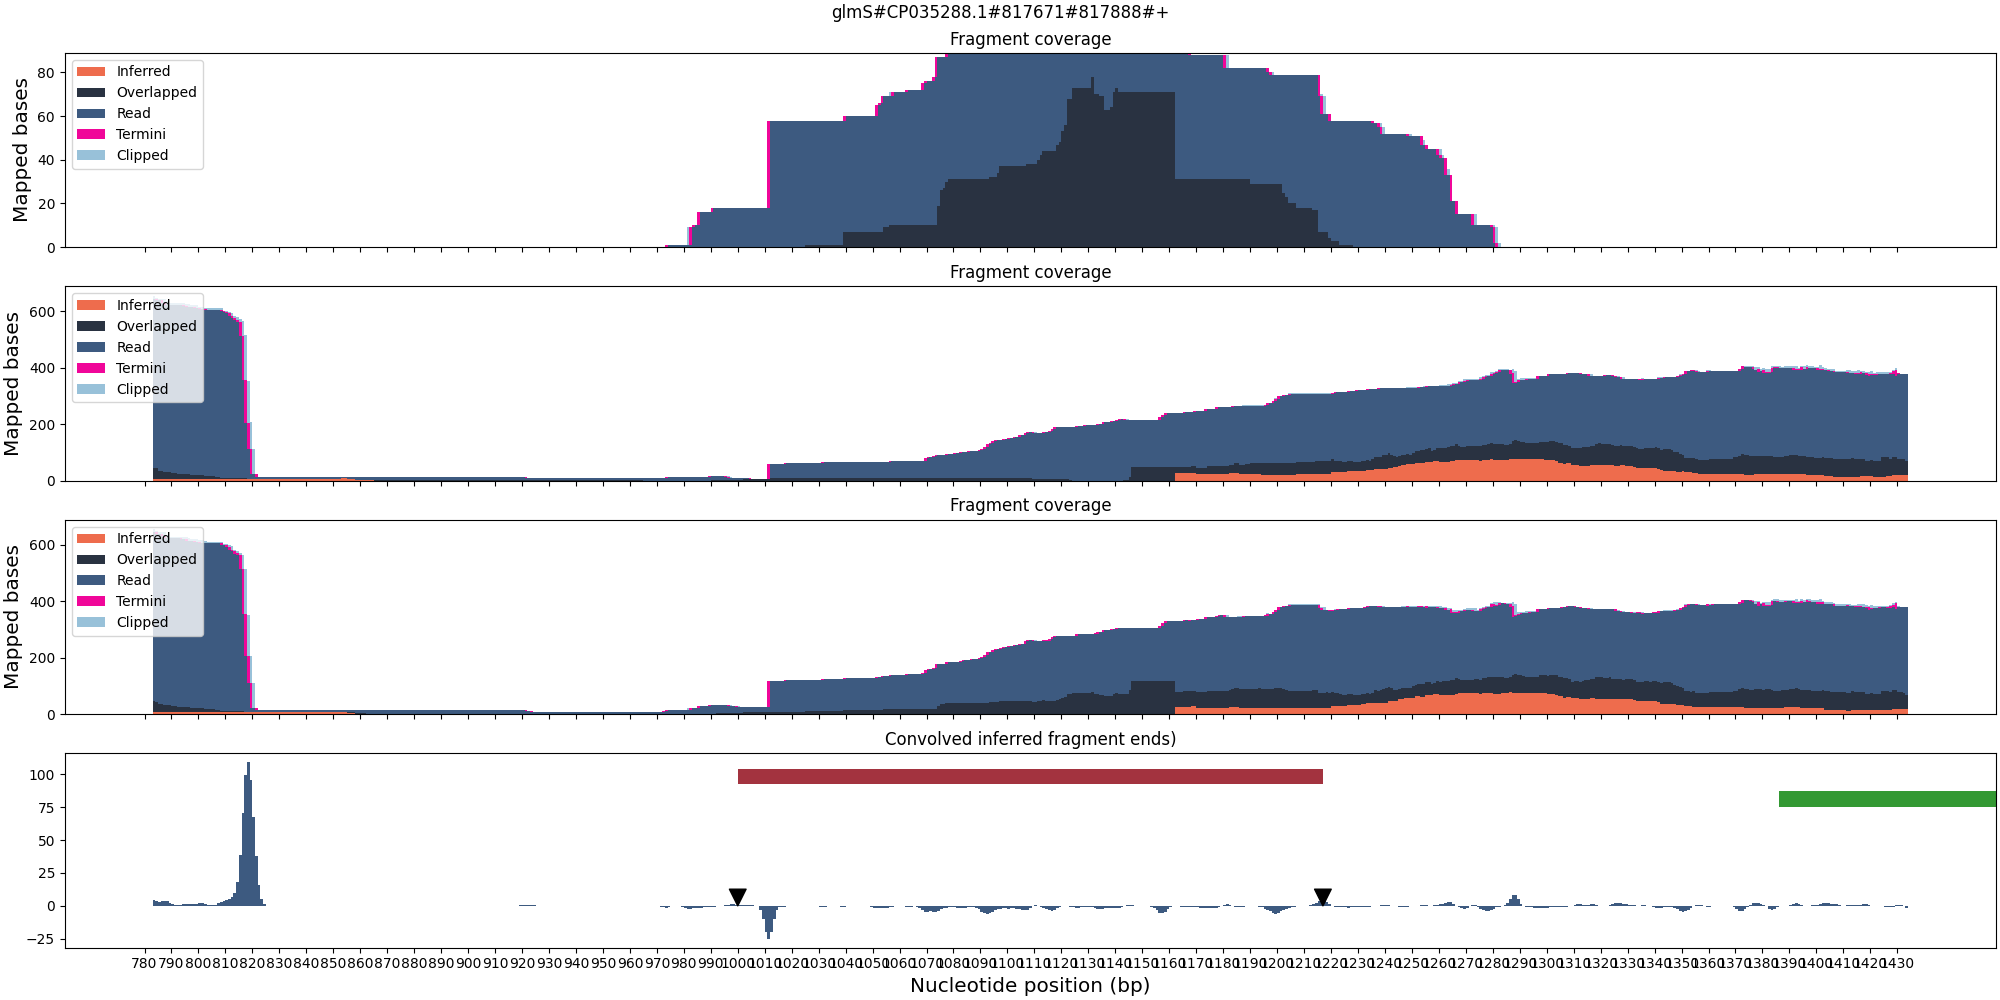 glmS#CP035288.1#817671#817888#+
Fragment coverage
Mapped bases
80
60
40
20
0
Inferred
Overlapped
Read
Termini
Clipped
Fragment coverage
Mapped bases
600
400
200
0
Inferred
Overlapped
Read
Termini
Clipped
Fragment coverage
Mapped bases
600
400
200
0
Inferred
Overlapped
Read
Termini
Clipped
Convolved inferred fragment ends)
100
75
50
25
0
−25
780 790 800 810 820 830 840 850 860 870 880 890 900 910 920 930 940 950 960 970 980 990 1000 1010 1020 1030 1040 1050 1060 1070 1080 1090 1100 1110 1120 1130 1140 1150 1160 1170 1180 1190 1200 1210 1220 1230 1240 1250 1260 1270 1280 1290 1300 1310 1320 1330 1340 1350 1360 1370 1380 1390 1400 1410 1420 1430
Nucleotide position (bp)